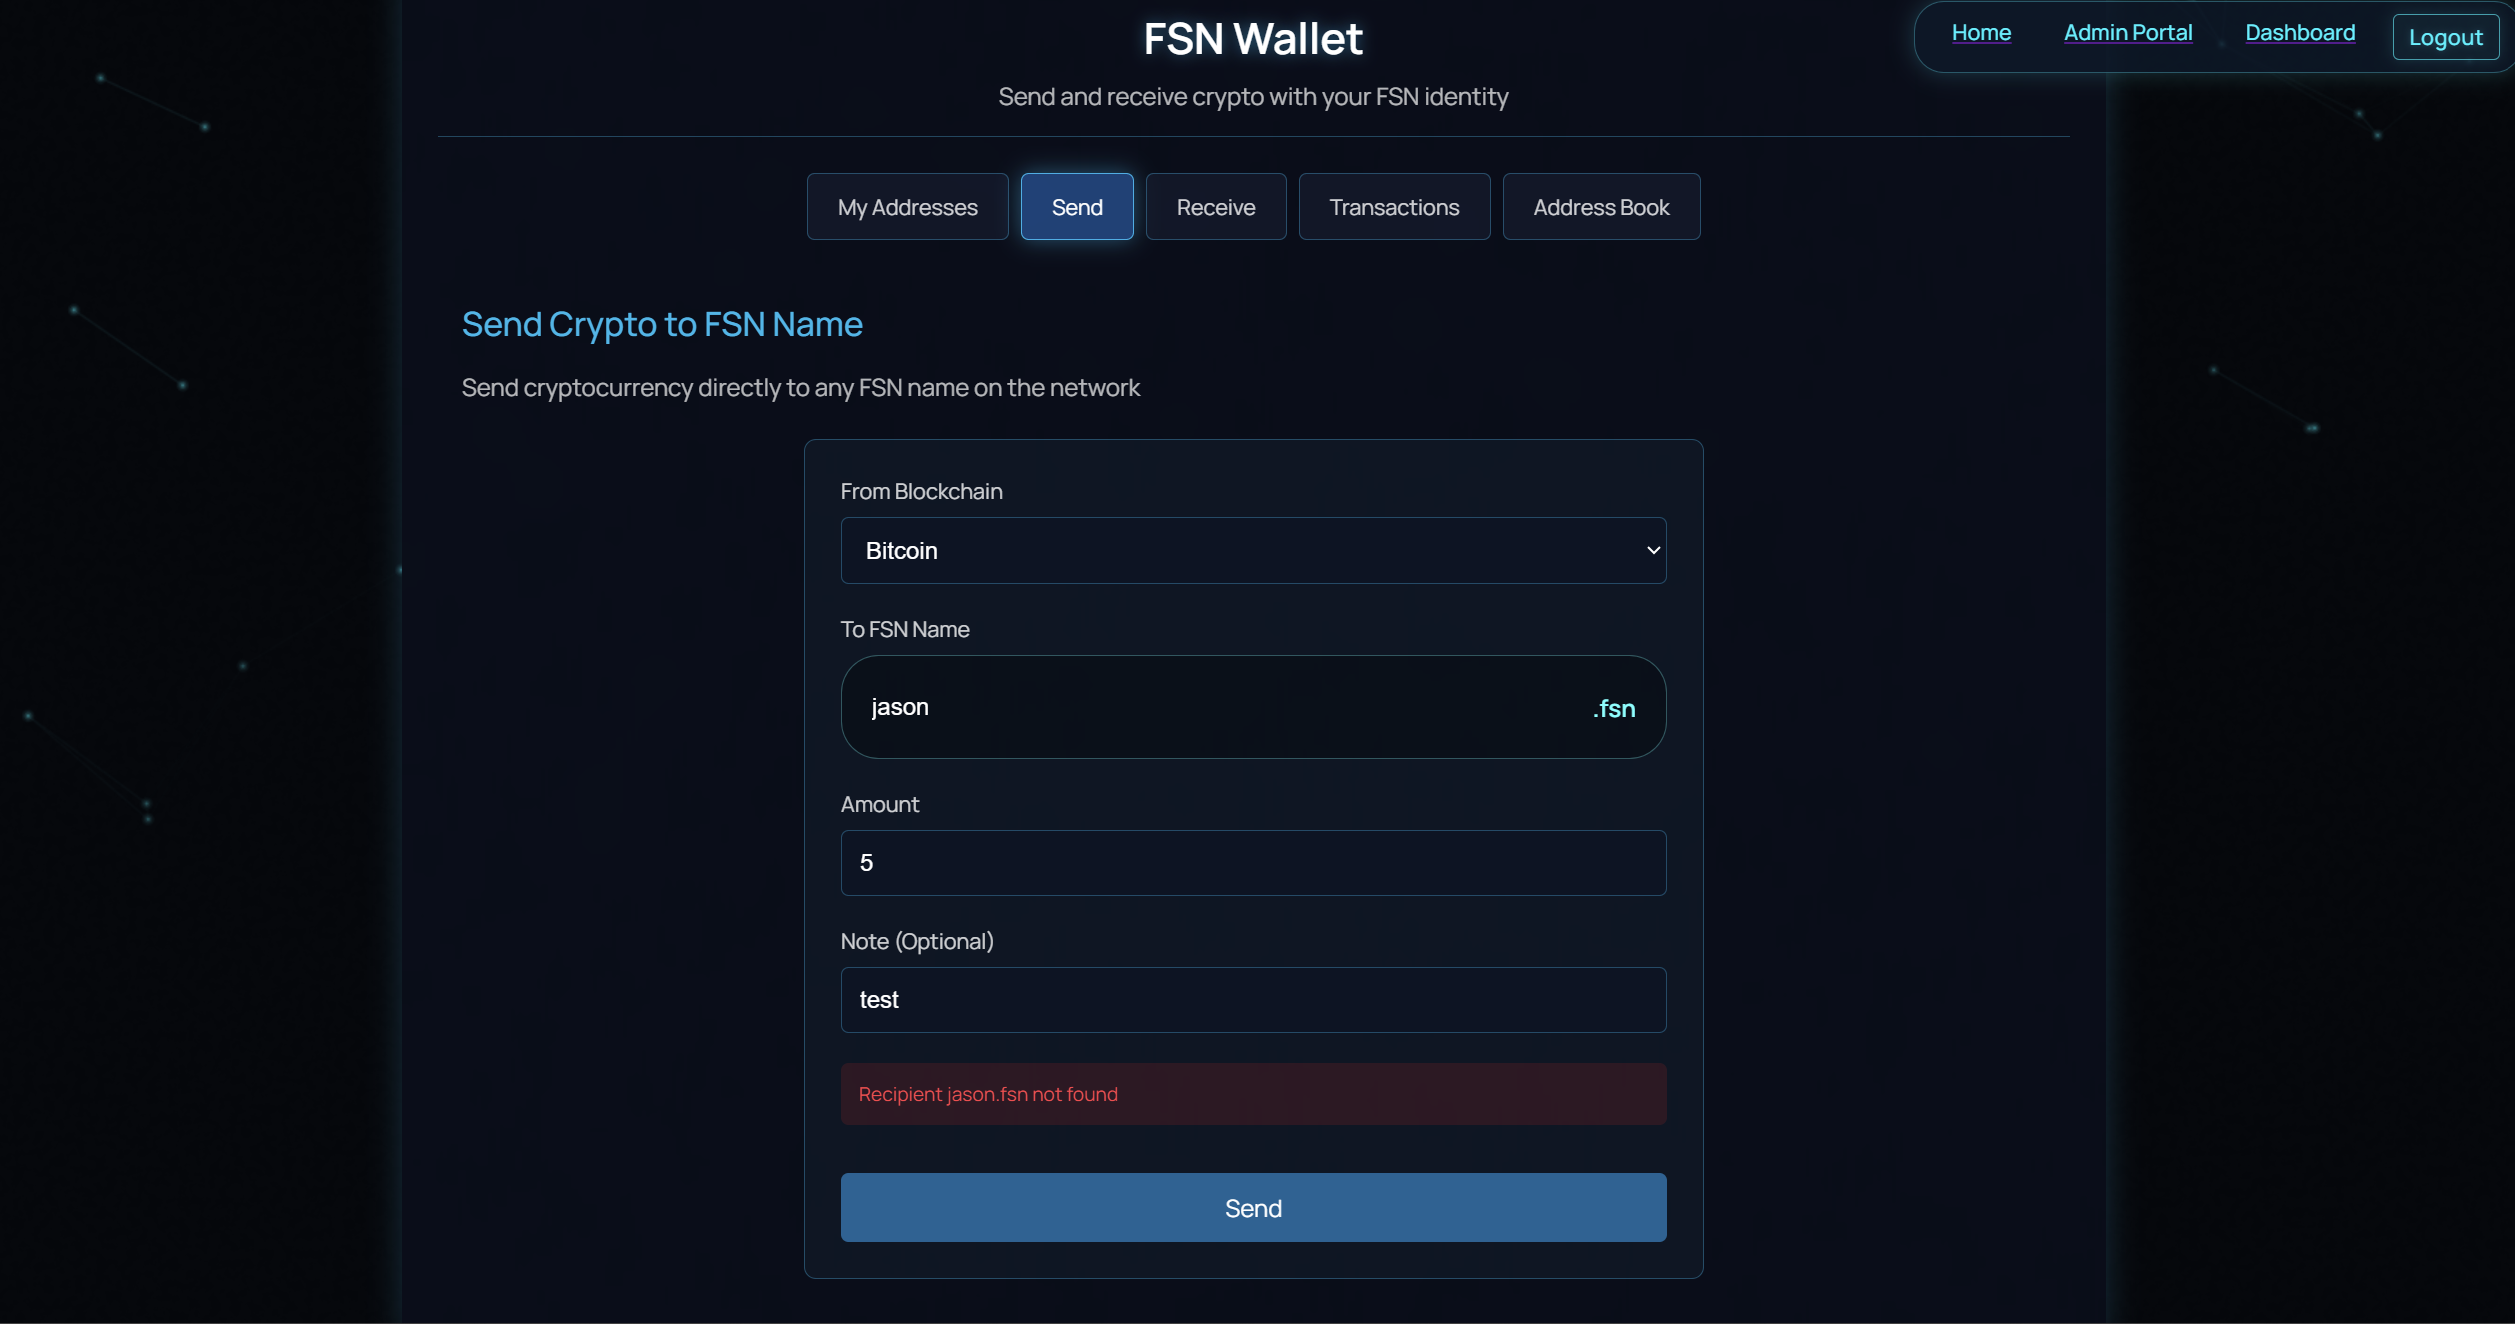 FSN Wallet
Home
Admin Portal
Dashboard
Logout
Send and receive crypto with your FSN identity
My Addresses
Send
Receive
Transactions
Address Book
Send Crypto to FSN Name
Send cryptocurrency directly to any FSN name on the network
From Blockchain
Bitcoin
To FSN Name
jason
.fsn
Amount
5
Note (Optional)
test
Recipient jason.fsn not found
Send